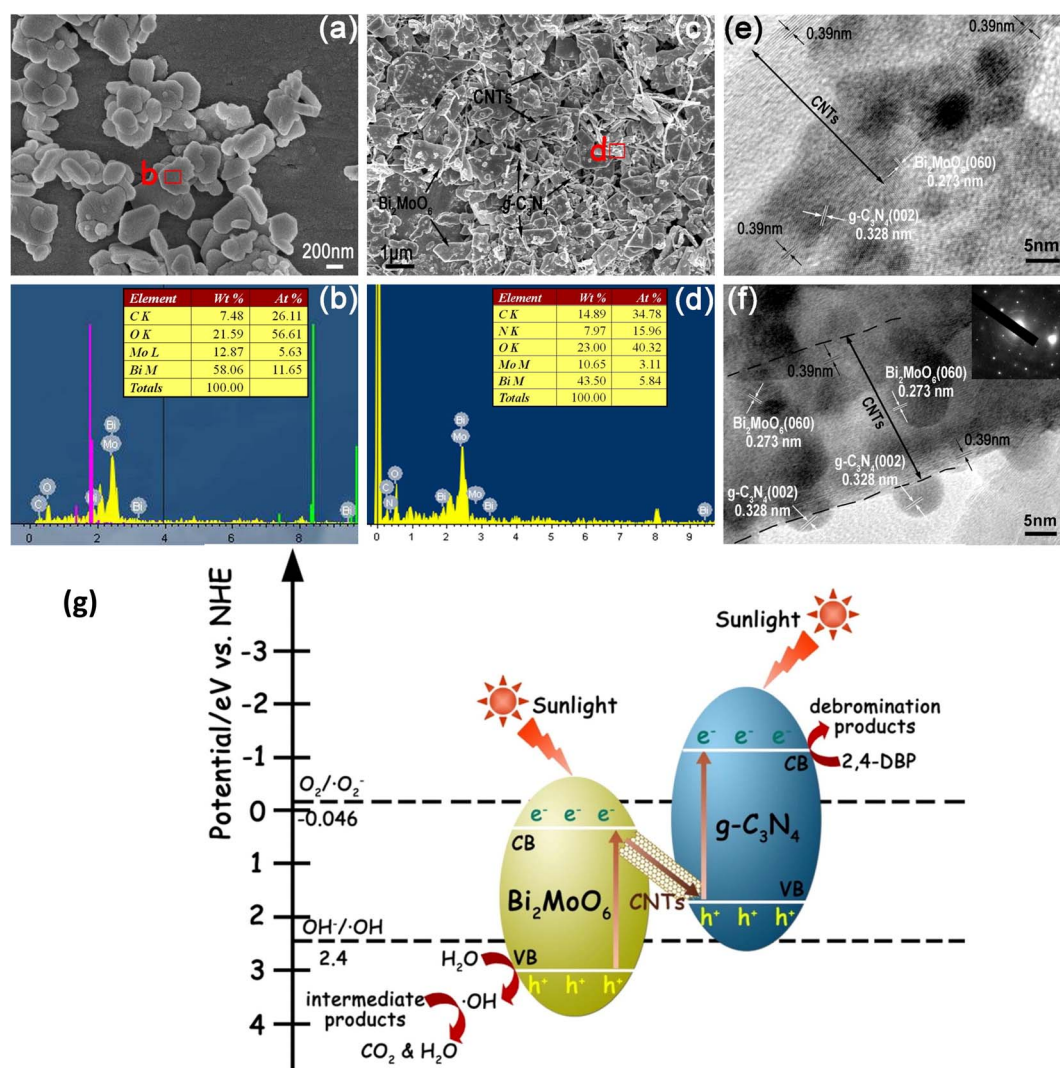 (a)
b
200nm
(c)
CNTs
d
Bi₂MoO₆
g-C₃N₄
1μm
(e)
0.39nm
0.39nm
CNTs
Bi₂MoO₆(060)
0.273 nm
g-C₃N₄(002)
0.328 nm
0.39nm
5nm
(b)
Element Wt % At %
C K 7.48 26.11
O K 21.59 56.61
Mo L 12.87 5.63
Bi M 58.06 11.65
Totals 100.00
Bi
Mo
O
C
Bi
Bi
0 2 4 6 8
(d)
Element Wt % At %
C K 14.89 34.78
N K 7.97 15.96
O K 23.00 40.32
Mo M 10.65 3.11
Bi M 43.50 5.84
Totals 100.00
Bi
Mo
C
O
N
Bi
Mo
Bi
Bi
0 1 2 3 4 5 6 7 8 9
(f)
0.39nm
Bi₂MoO₆(060)
0.273 nm
CNTs
Bi₂MoO₆(060)
0.273 nm
0.39nm
g-C₃N₄(002)
0.328 nm
g-C₃N₄(002)
0.328 nm
5nm
(g)
Potential/eV vs. NHE
-3
-2
-1
0
1
2
3
4
O₂/·O₂⁻
-0.046
OH⁻/·OH
2.4
Sunlight
Sunlight
e⁻ e⁻ e⁻
CB
Bi₂MoO₆
VB
h⁺ h⁺ h⁺
CNTs
e⁻ e⁻ e⁻
CB
g-C₃N₄
VB
h⁺ h⁺ h⁺
debromination
products
2,4-DBP
H₂O
·OH
intermediate
products
CO₂ & H₂O